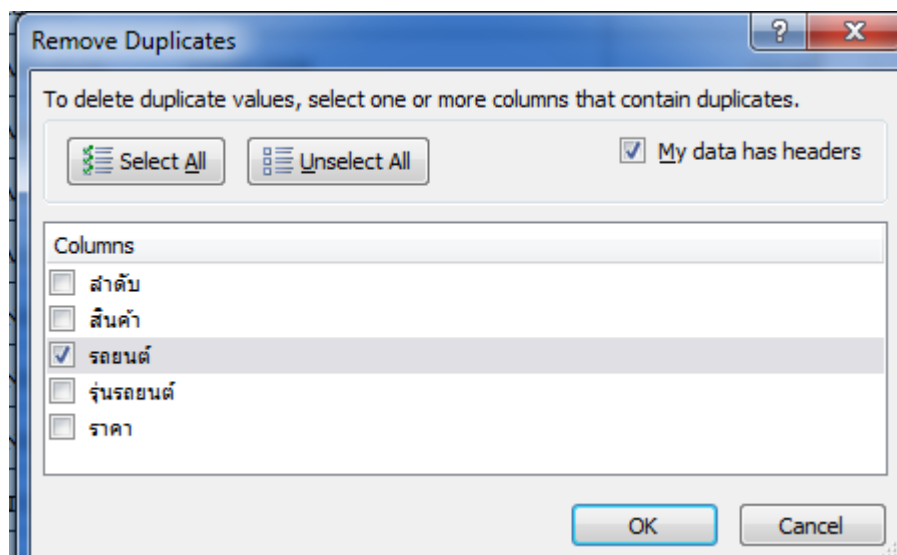 Remove Duplicates
To delete duplicate values, select one or more columns that contain duplicates.
Select All Unselect All My data has headers
Columns
ลำดับ
สินค้า
รถยนต์
รุ่นรถยนต์
ราคา
OK Cancel